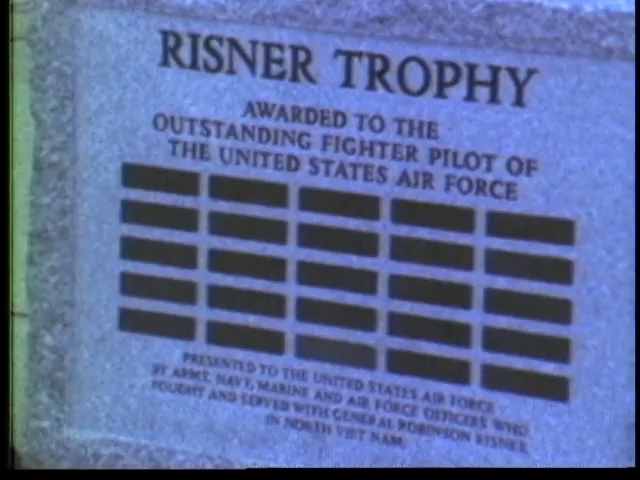 RISNER TROPHY
AWARDED TO THE
OUTSTANDING FIGHTER PILOT OF
THE UNITED STATES AIR FORCE
PRESENTED TO THE UNITED STATES AIR FORCE
BY ARMY, NAVY, MARINE AND AIR FORCE OFFICERS WHO
FOUGHT AND SERVED WITH GENERAL ROBINSON RISNER
IN NORTH VIET NAM